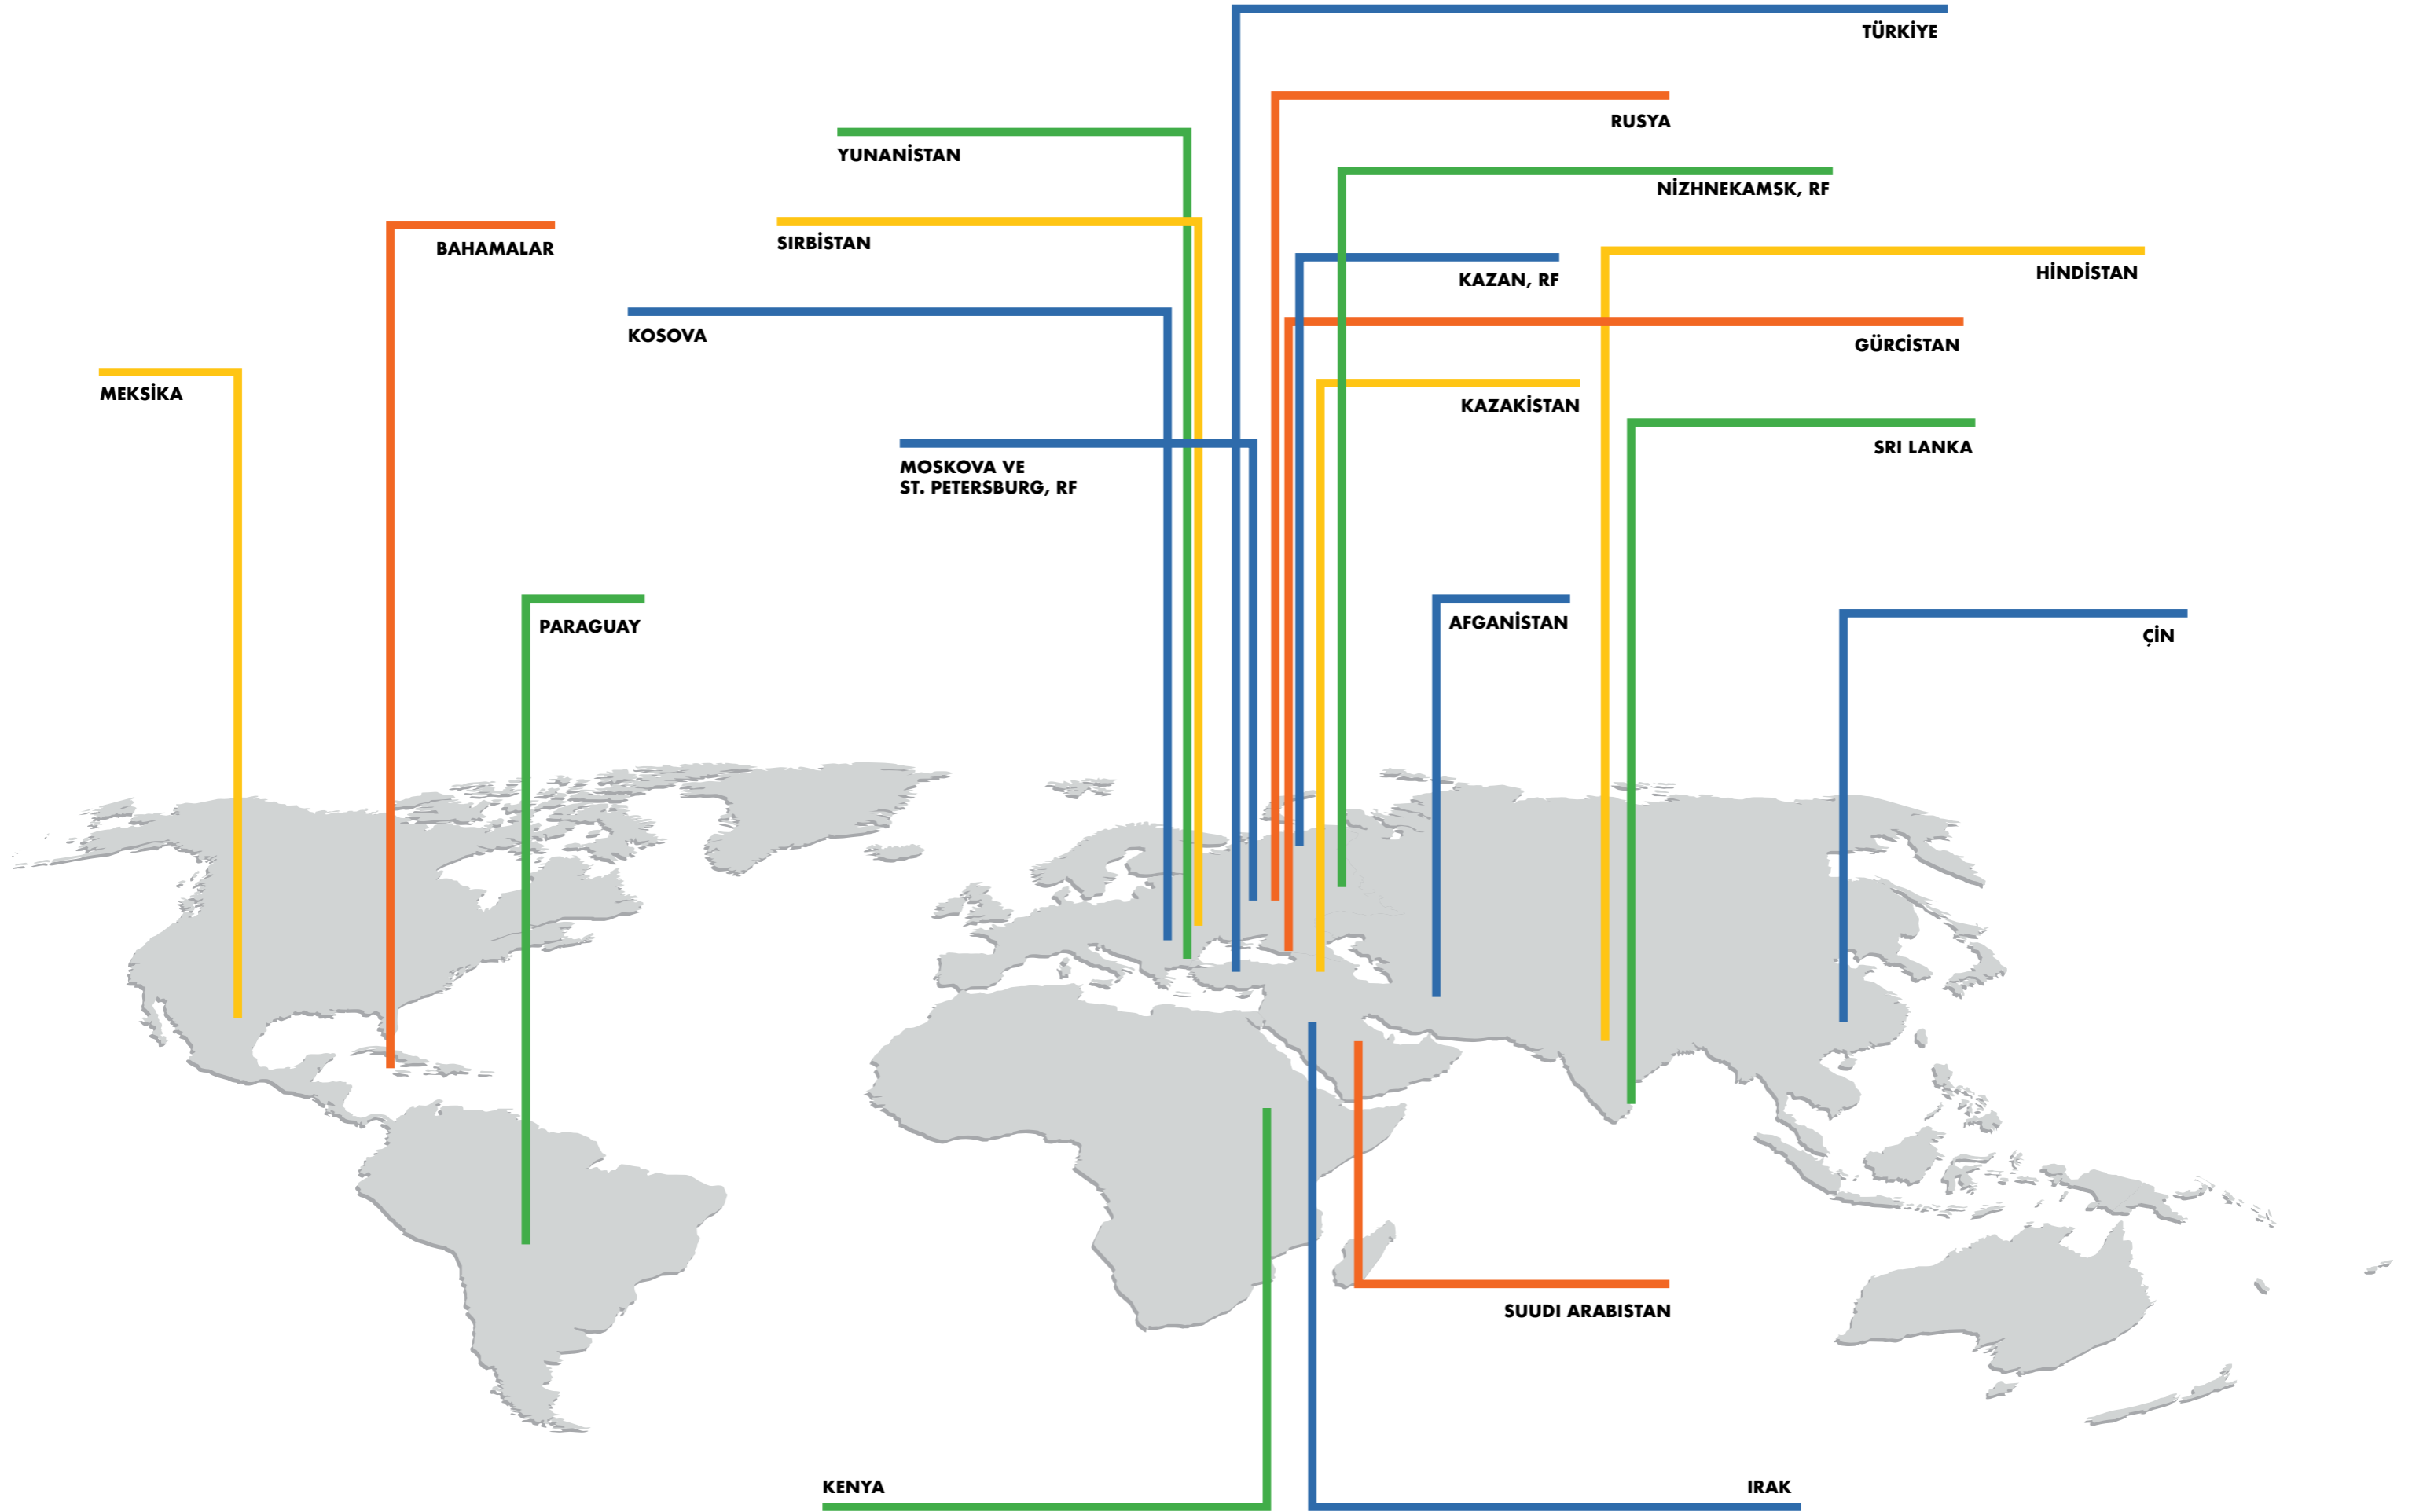 TÜRKİYE
RUSYA
YUNANİSTAN
NİZHNEKAMSK, RF
SIRBİSTAN
BAHAMALAR
KAZAN, RF
HİNDİSTAN
KOSOVA
GÜRCİSTAN
MEKSİKA
KAZAKİSTAN
SRI LANKA
MOSKOVA VE
ST. PETERSBURG, RF
PARAGUAY
AFGANİSTAN
ÇİN
SUUDI ARABISTAN
KENYA
IRAK